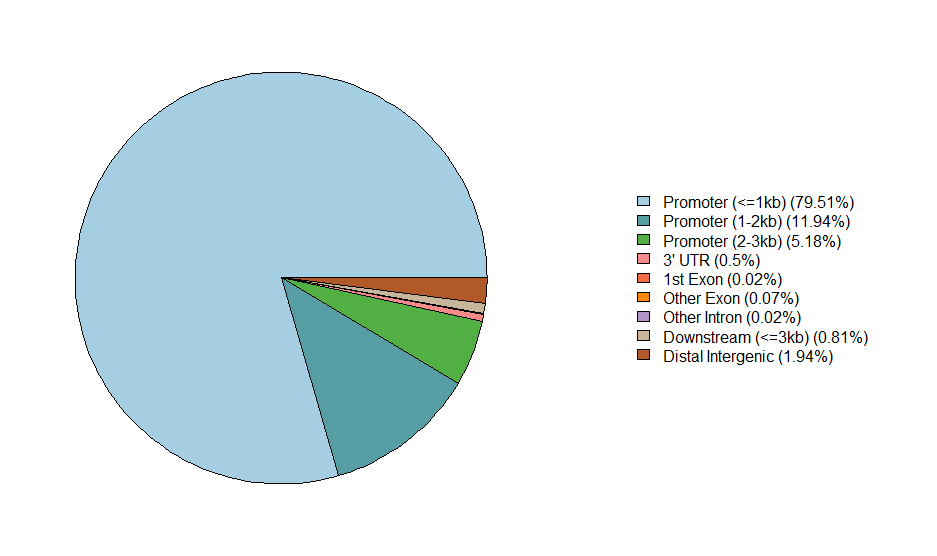 Promoter (<=1kb) (79.51%)
Promoter (1-2kb) (11.94%)
Promoter (2-3kb) (5.18%)
3' UTR (0.5%)
1st Exon (0.02%)
Other Exon (0.07%)
Other Intron (0.02%)
Downstream (<=3kb) (0.81%)
Distal Intergenic (1.94%)